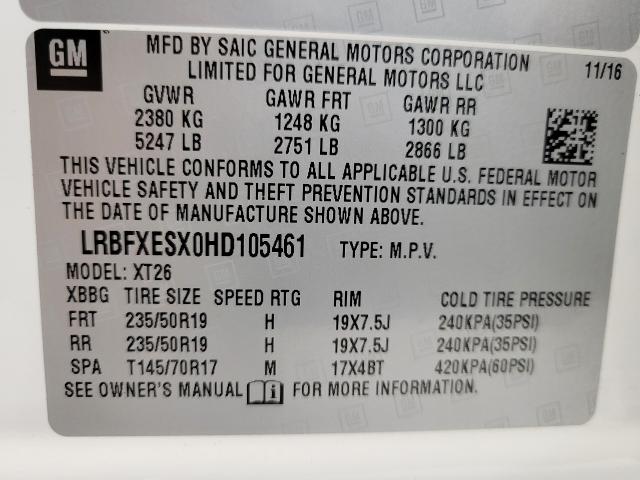 GM
MFD BY SAIC GENERAL MOTORS CORPORATION
LIMITED FOR GENERAL MOTORS LLC
11/16
GVWR GAWR FRT GAWR RR
2380 KG 1248 KG 1300 KG
5247 LB 2751 LB 2866 LB
THIS VEHICLE CONFORMS TO ALL APPLICABLE U.S. FEDERAL MOTOR
VEHICLE SAFETY AND THEFT PREVENTION STANDARDS IN EFFECT ON
THE DATE OF MANUFACTURE SHOWN ABOVE.
LRBFXESX0HD105461 TYPE: M.P.V.
MODEL: XT26
XBBG TIRE SIZE SPEED RTG RIM COLD TIRE PRESSURE
FRT 235/50R19 H 19X7.5J 240KPA(35PSI)
RR 235/50R19 H 19X7.5J 240KPA(35PSI)
SPA T145/70R17 M 17X4BT 420KPA(60PSI)
SEE OWNER'S MANUAL FOR MORE INFORMATION.